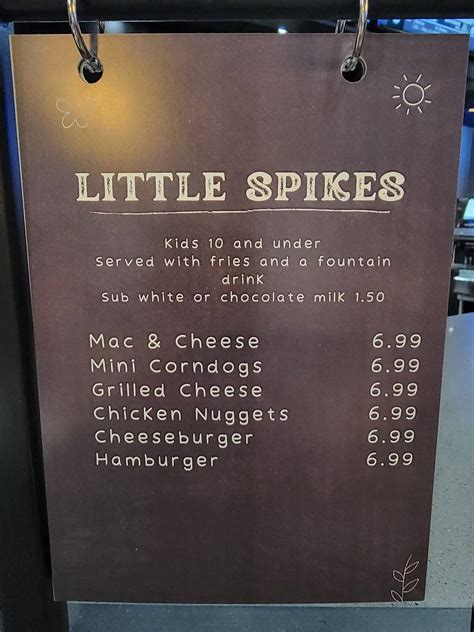 LITTLE SPIKES
Kids 10 and under
Served with fries and a fountain
drink
Sub white or chocolate milk 1.50
Mac & Cheese 6.99
Mini Corndogs 6.99
Grilled Cheese 6.99
Chicken Nuggets 6.99
Cheeseburger 6.99
Hamburger 6.99